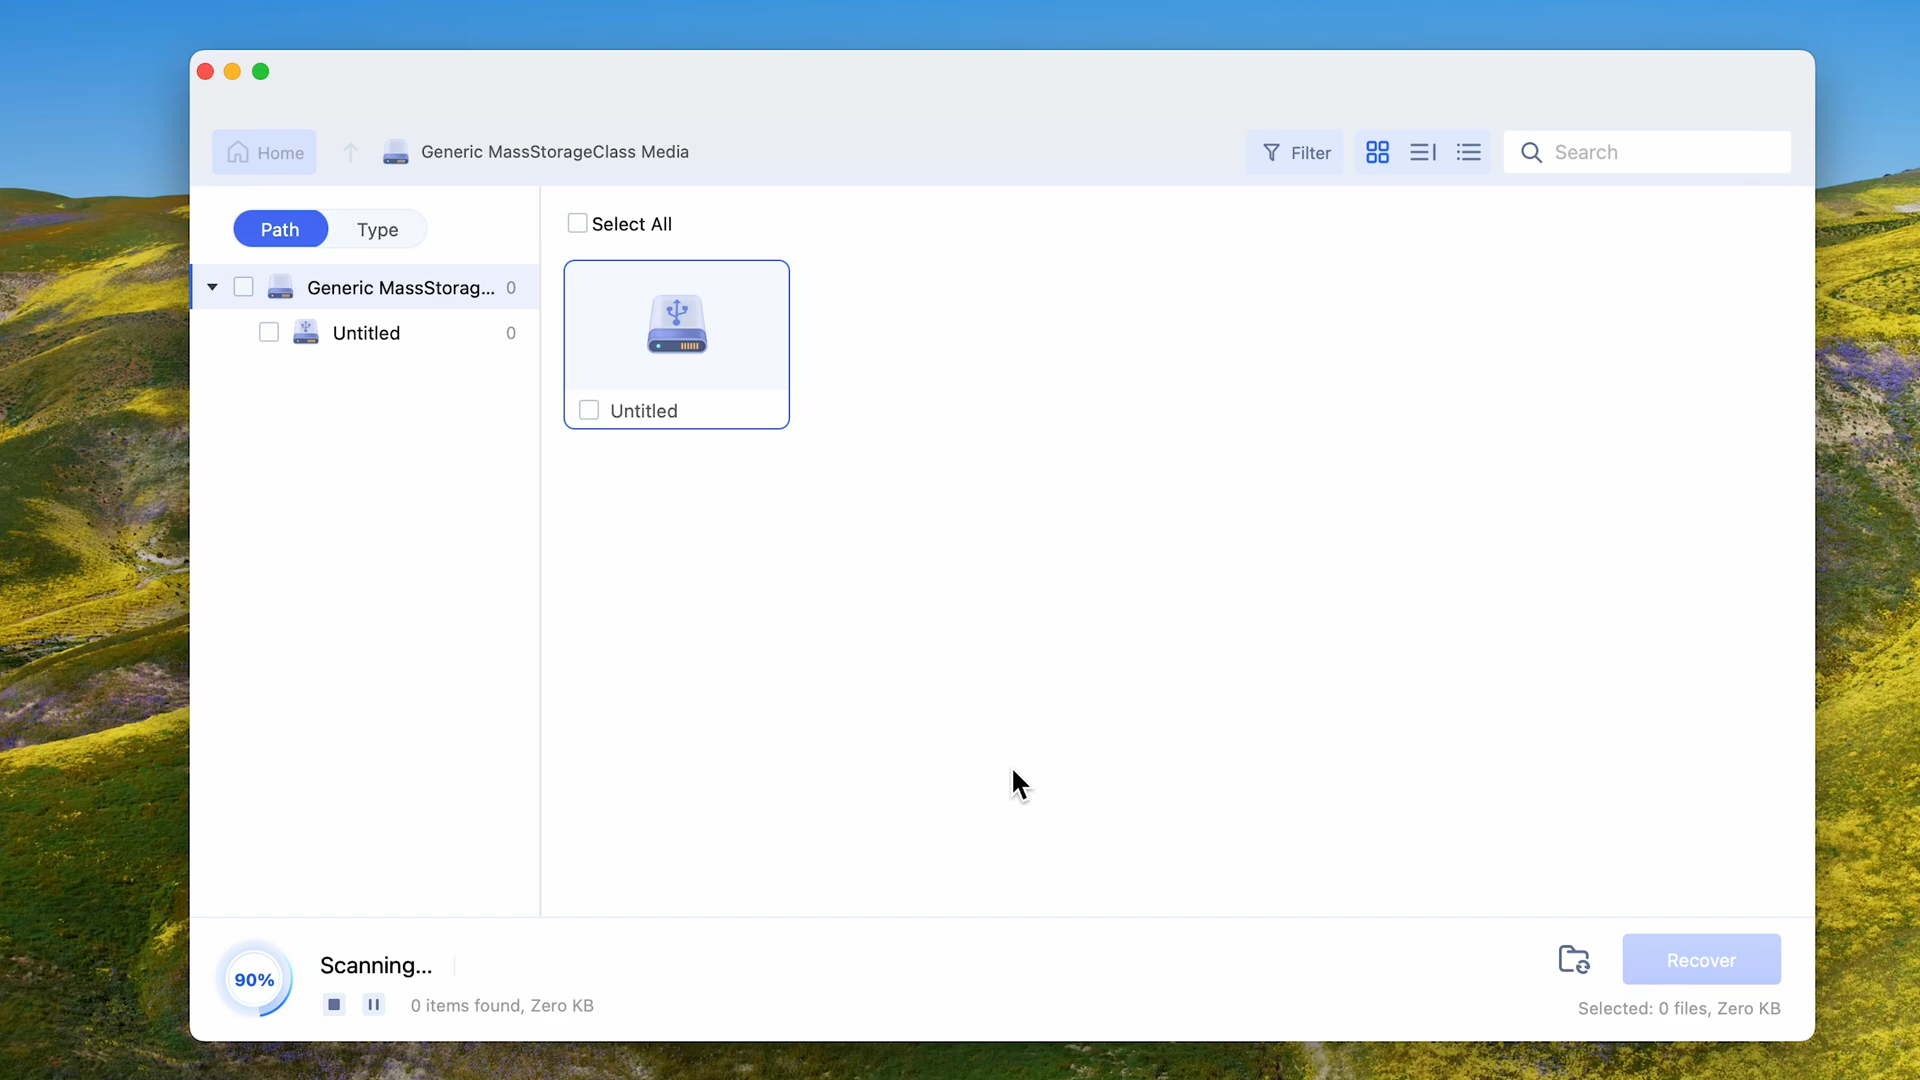 Home
Generic MassStorageClass Media
Filter
Search
Path
Type
Select All
Generic MassStorag... 0
Untitled 0
Untitled
90%
Scanning...
0 items found, Zero KB
Recover
Selected: 0 files, Zero KB